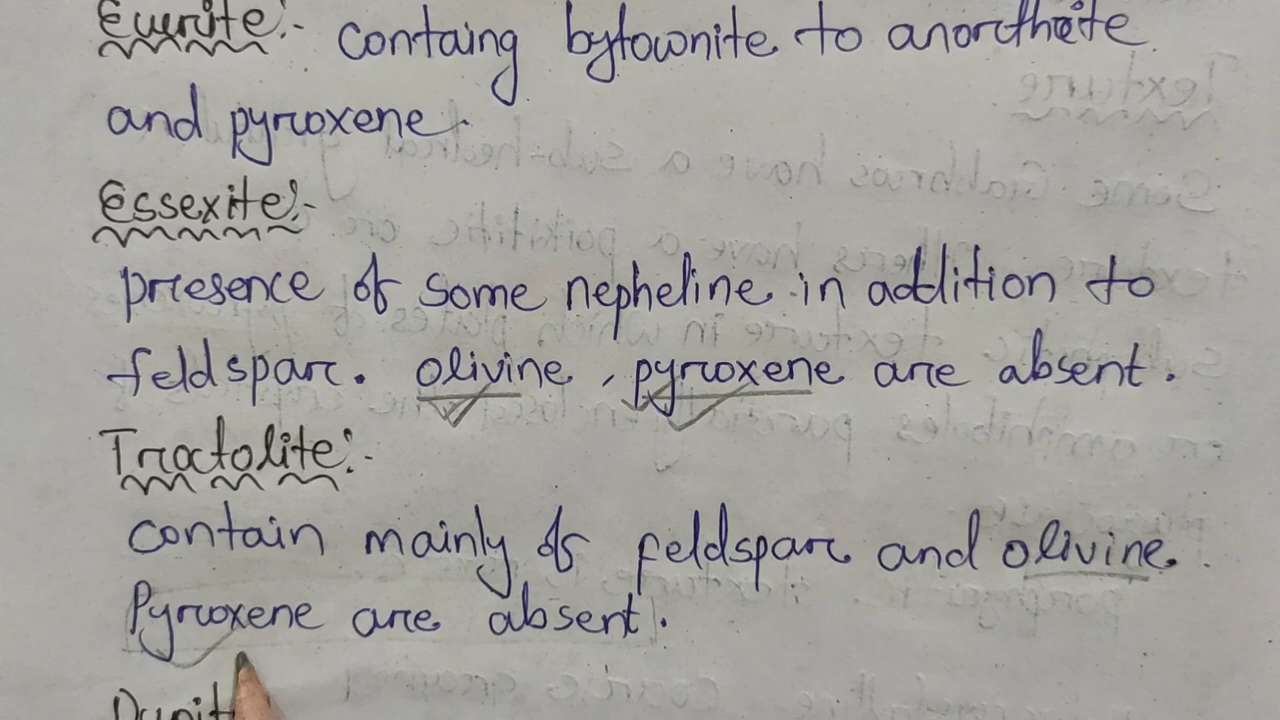 Eucrite:- containg bytownite to anorthite
and pyroxene.
Essexite:-
presence of some nepheline in addition to
feldspar. olivine, pyroxene are absent.
Troctolite:-
contain mainly of feldspar and olivine.
Pyroxene are absent.